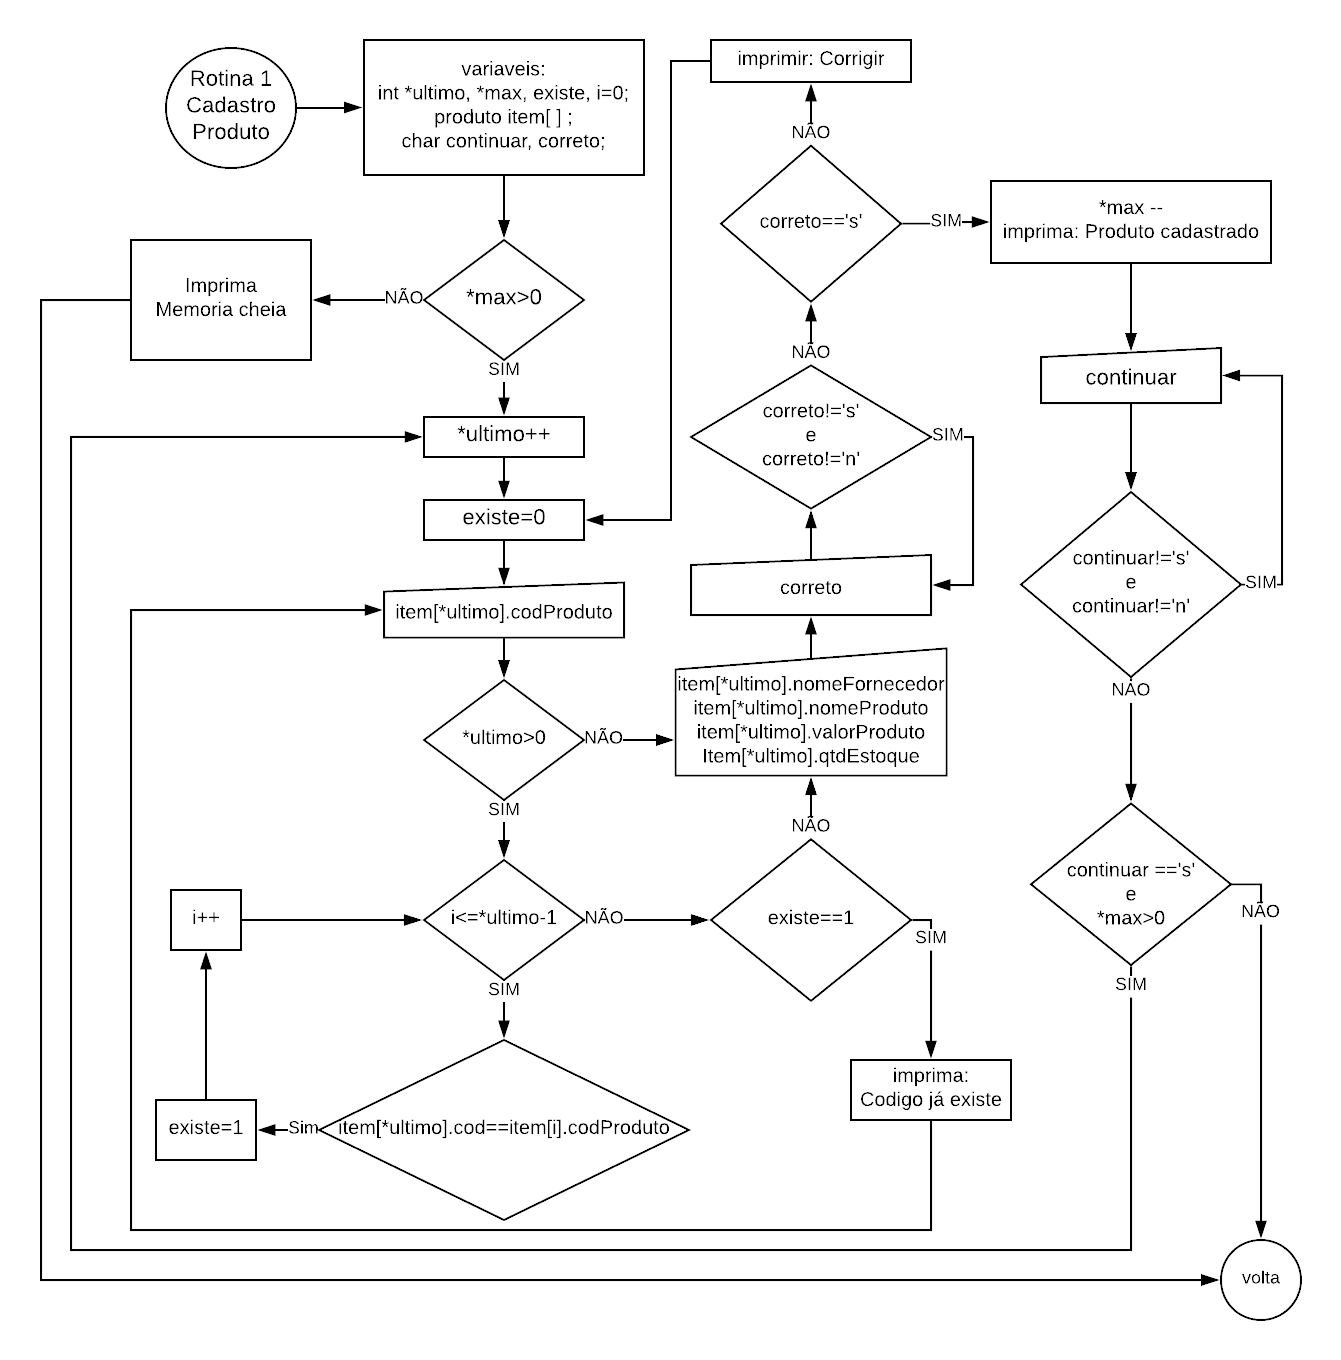 Rotina 1
Cadastro
Produto
variaveis:
int *ultimo, *max, existe, i=0;
produto item[ ] ;
char continuar, correto;
*max>0
NÃO
Imprima
Memoria cheia
SIM
*ultimo++
existe=0
item[*ultimo].codProduto
*ultimo>0
NÃO
SIM
i<=*ultimo-1
NÃO
SIM
item[*ultimo].cod==item[i].codProduto
Sim
existe=1
i++
existe==1
SIM
imprima:
Codigo já existe
NÃO
item[*ultimo].nomeFornecedor
item[*ultimo].nomeProduto
item[*ultimo].valorProduto
Item[*ultimo].qtdEstoque
correto
correto!='s'
e
correto!='n'
SIM
NÃO
correto=='s'
NÃO
imprimir: Corrigir
SIM
*max --
imprima: Produto cadastrado
continuar
continuar!='s'
e
continuar!='n'
SIM
NÃO
continuar =='s'
e
*max>0
NÃO
SIM
volta